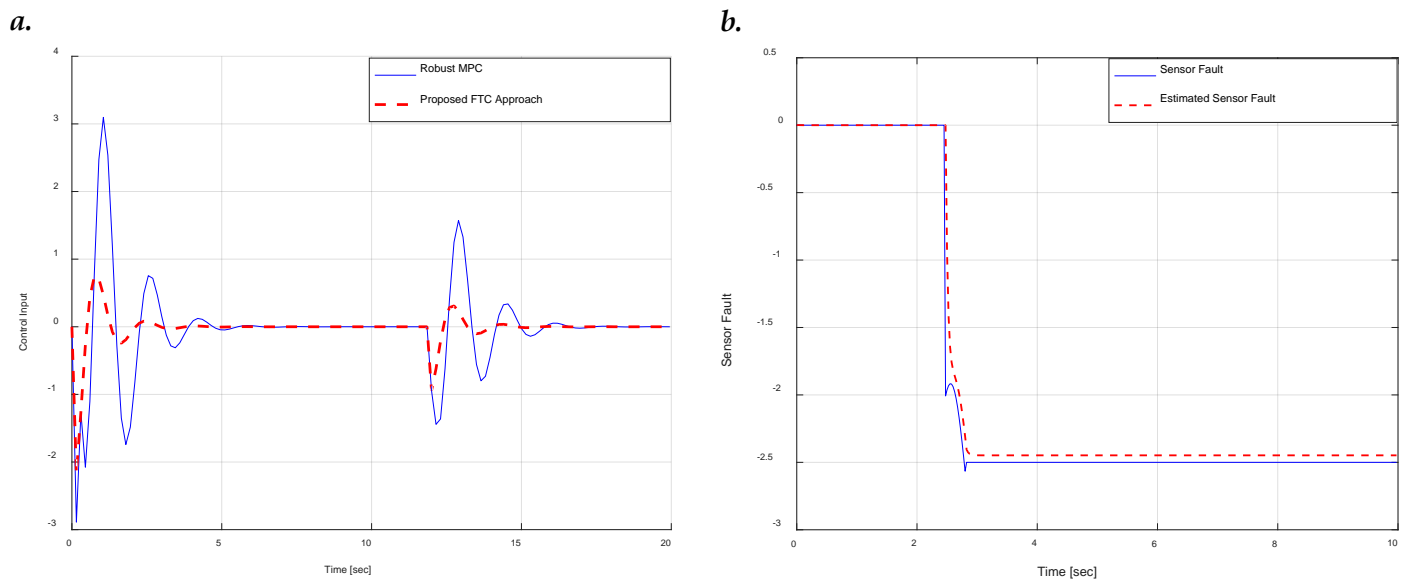 a.
4
3
2
1
0
-1
-2
-3
Control Input
0
5
10
15
20
Time [sec]
Robust MPC
Proposed FTC Approach
b.
0.5
0
-0.5
-1
-1.5
-2
-2.5
-3
Sensor Fault
0
2
4
6
8
10
Time [sec]
Sensor Fault
Estimated Sensor Fault